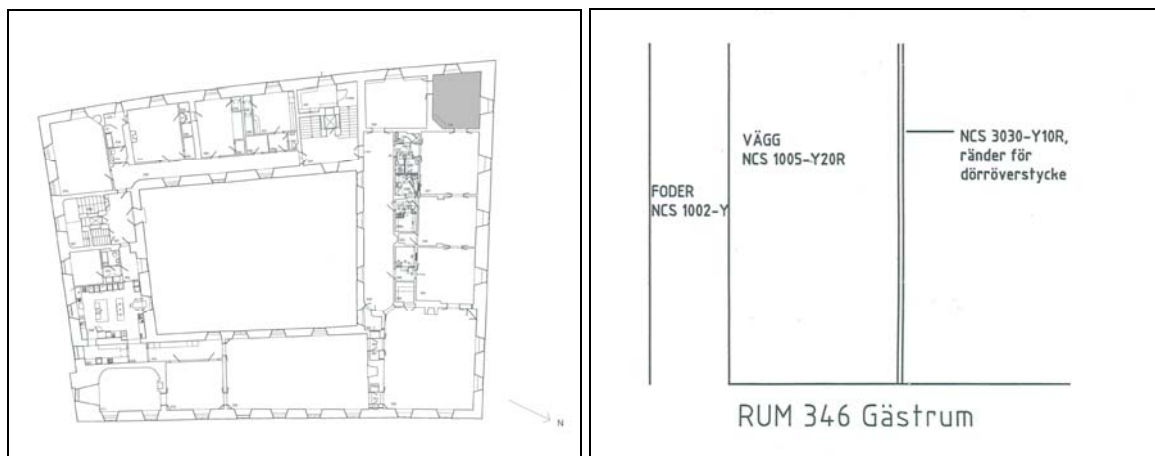 N
VÄGG
NCS 1005-Y20R
NCS 3030-Y10R,
ränder för
dörröverstycke
FODER
NCS 1002-Y
RUM 346 Gästrum